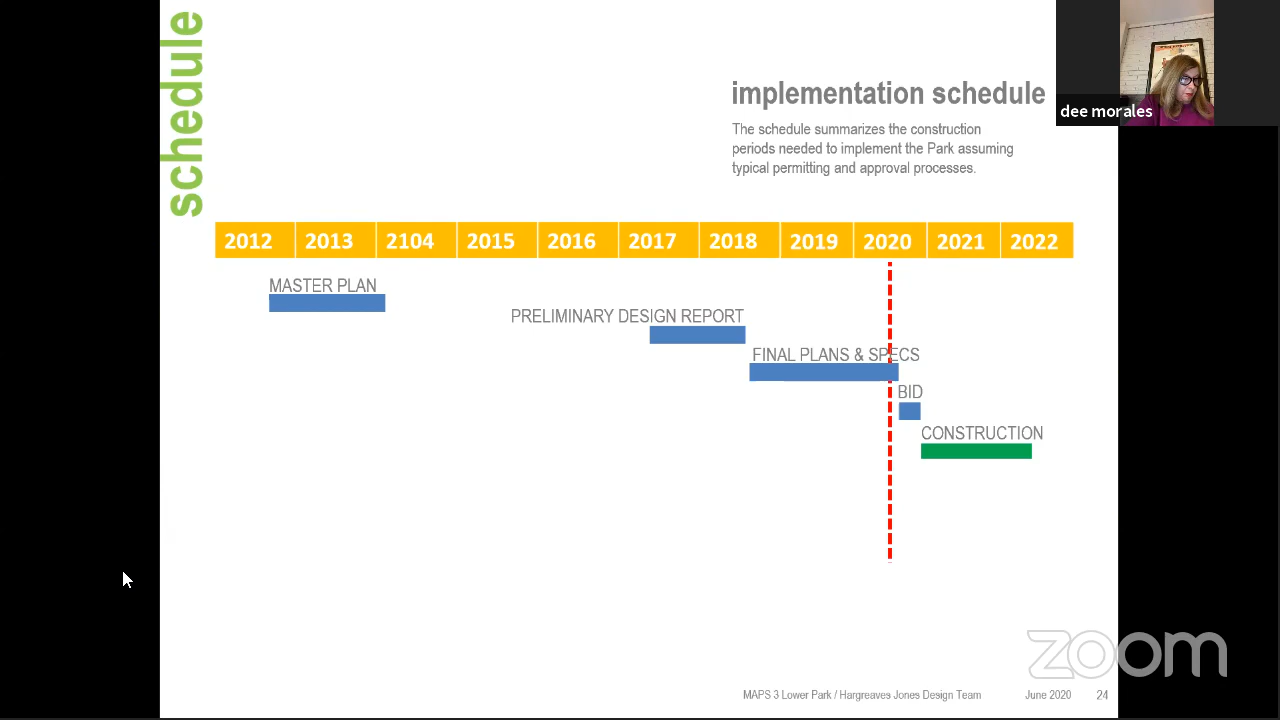 schedule
implementation schedule
The schedule summarizes the construction
periods needed to implement the Park assuming
typical permitting and approval processes.
dee morales
2012 2013 2104 2015 2016 2017 2018 2019 2020 2021 2022
MASTER PLAN
PRELIMINARY DESIGN REPORT
FINAL PLANS & SPECS
BID
CONSTRUCTION
zoom
MAPS 3 Lower Park / Hargreaves Jones Design Team June 2020 24